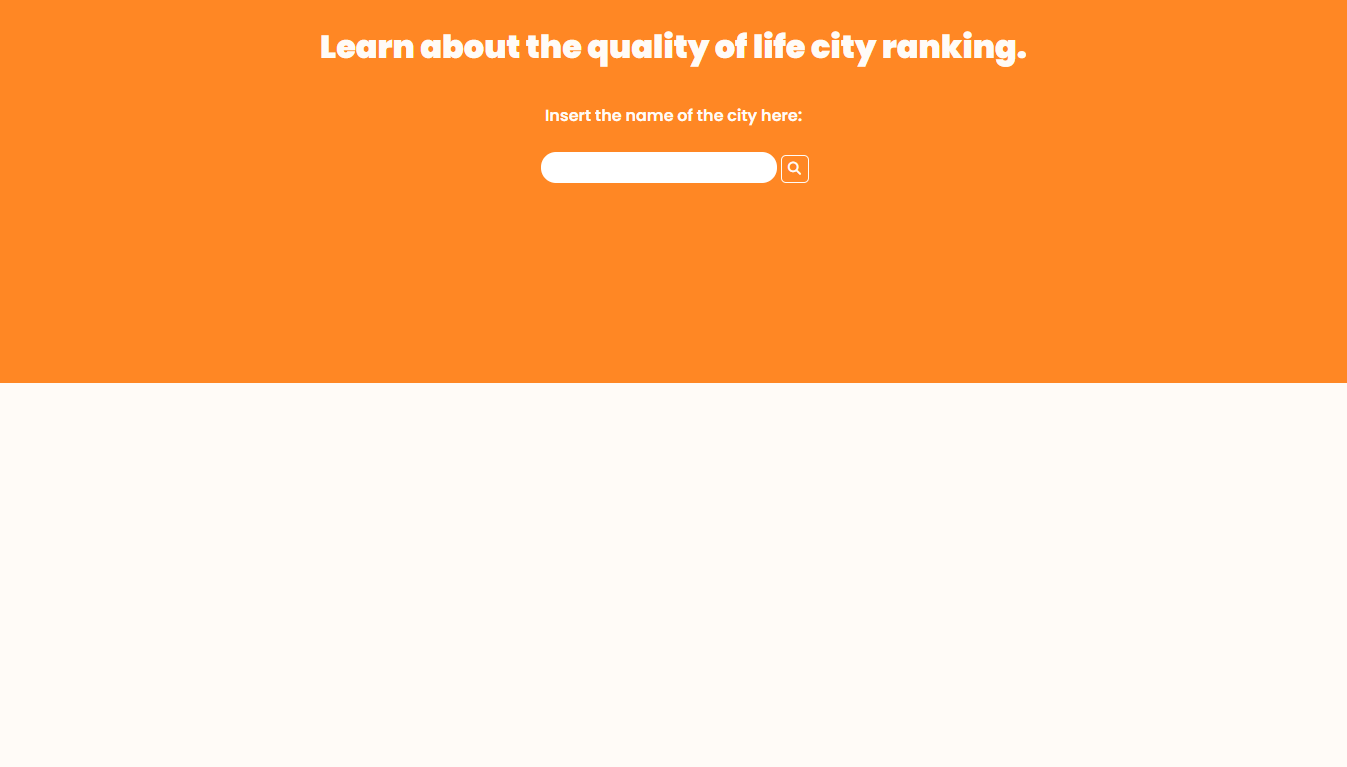 Learn about the quality of life city ranking.
Insert the name of the city here: